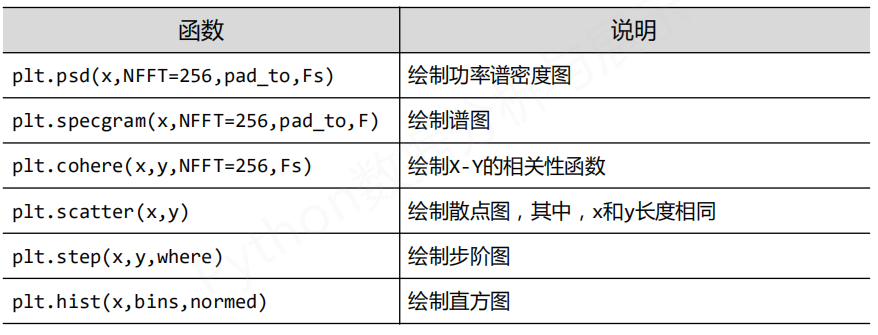 函数 说明
plt.psd(x,NFFT=256,pad_to,Fs) 绘制功率谱密度图
plt.specgram(x,NFFT=256,pad_to,F) 绘制谱图
plt.cohere(x,y,NFFT=256,Fs) 绘制X-Y的相关性函数
plt.scatter(x,y) 绘制散点图，其中，x和y长度相同
plt.step(x,y,where) 绘制步阶图
plt.hist(x,bins,normed) 绘制直方图